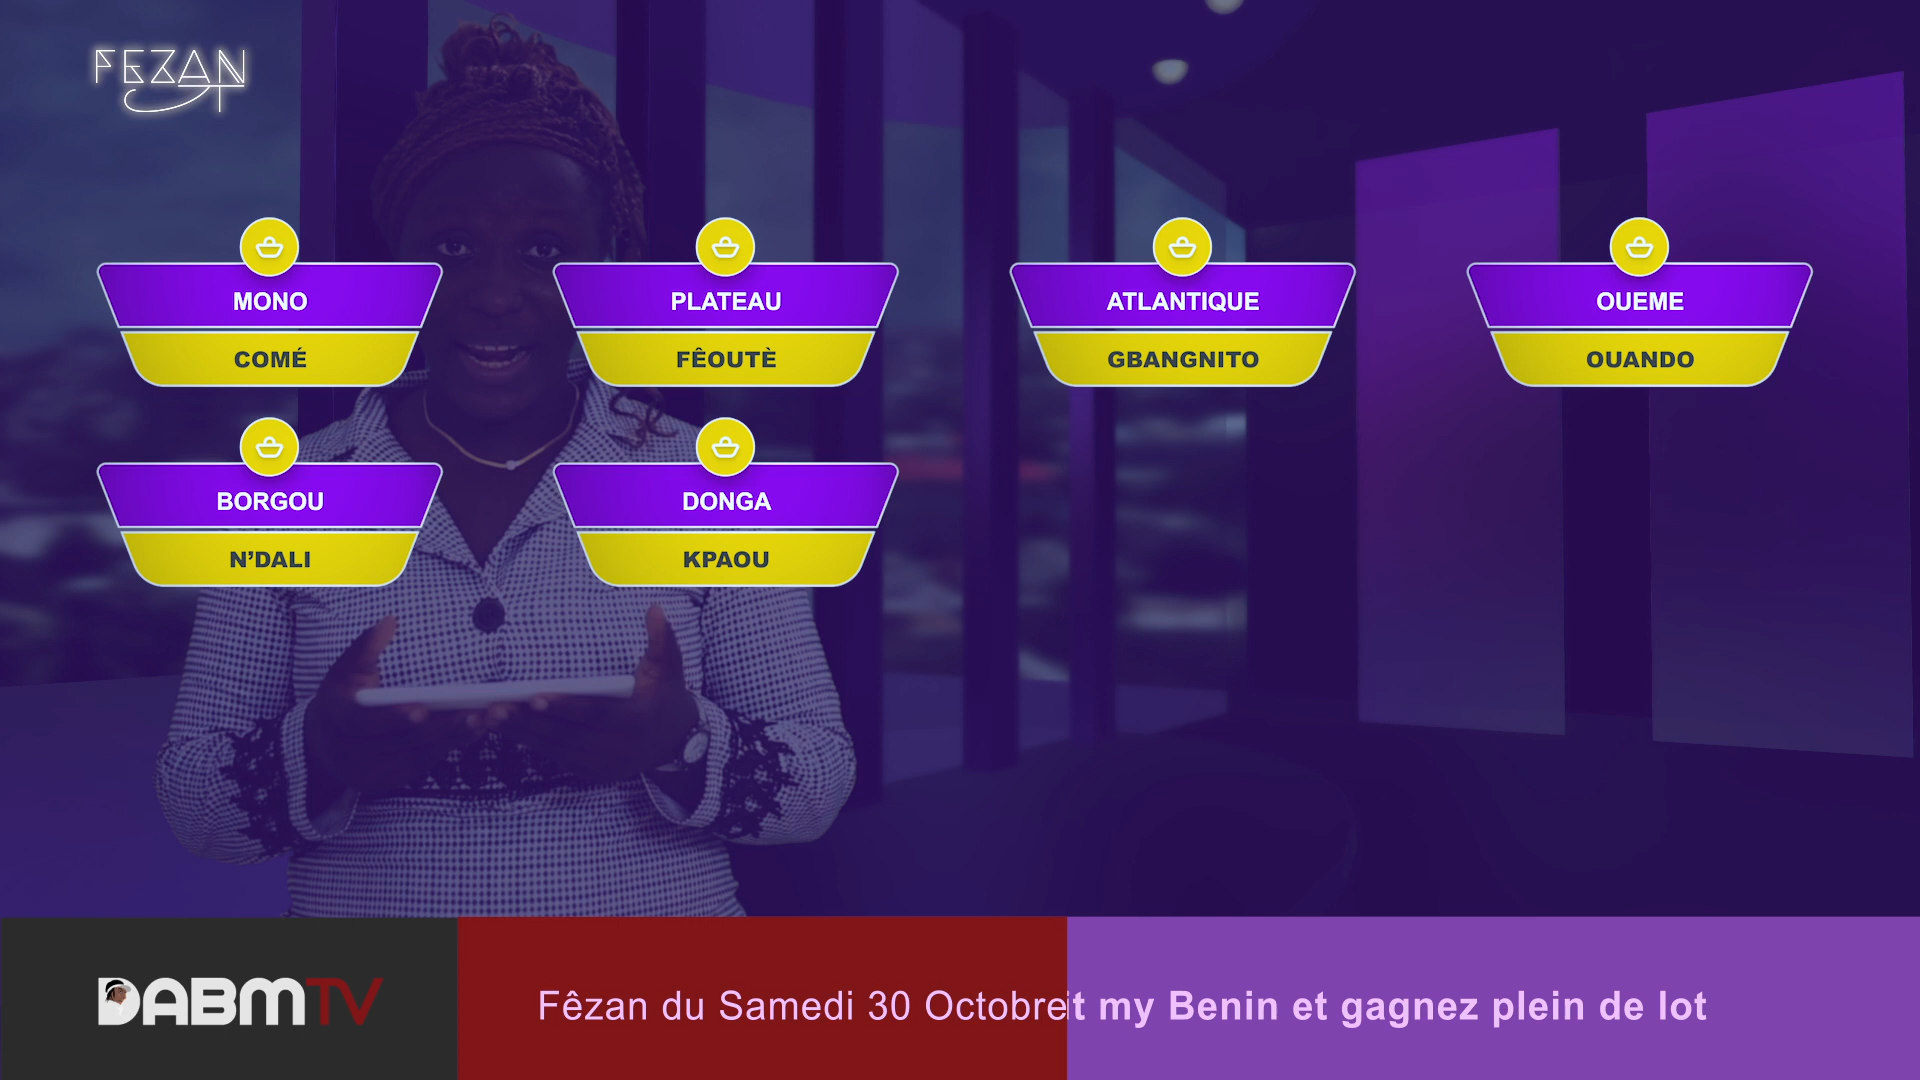 FEZAN
MONO
COMÉ
PLATEAU
FÊOUTÈ
ATLANTIQUE
GBANGNITO
OUEME
OUANDO
BORGOU
N’DALI
DONGA
KPAOU
DABMTV
Fêzan du Samedi 30 Octobreit my Benin et gagnez plein de lot